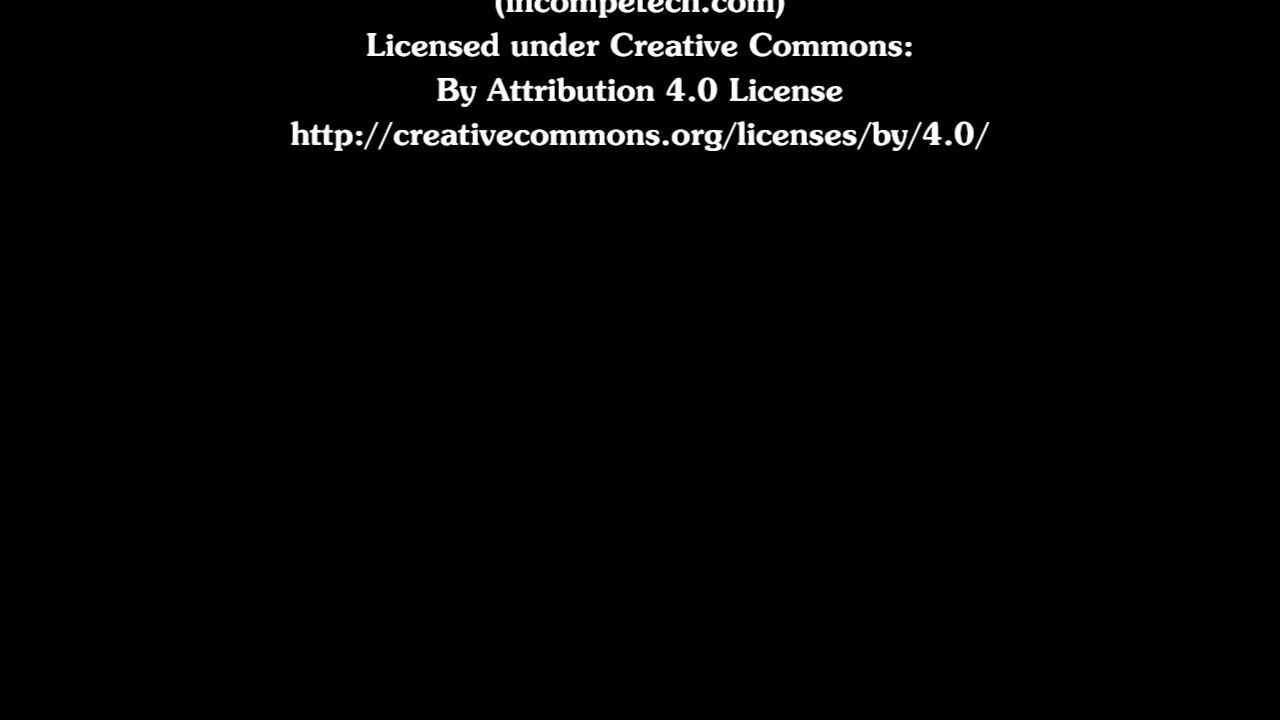 (incompetech.com)
Licensed under Creative Commons:
By Attribution 4.0 License
http://creativecommons.org/licenses/by/4.0/